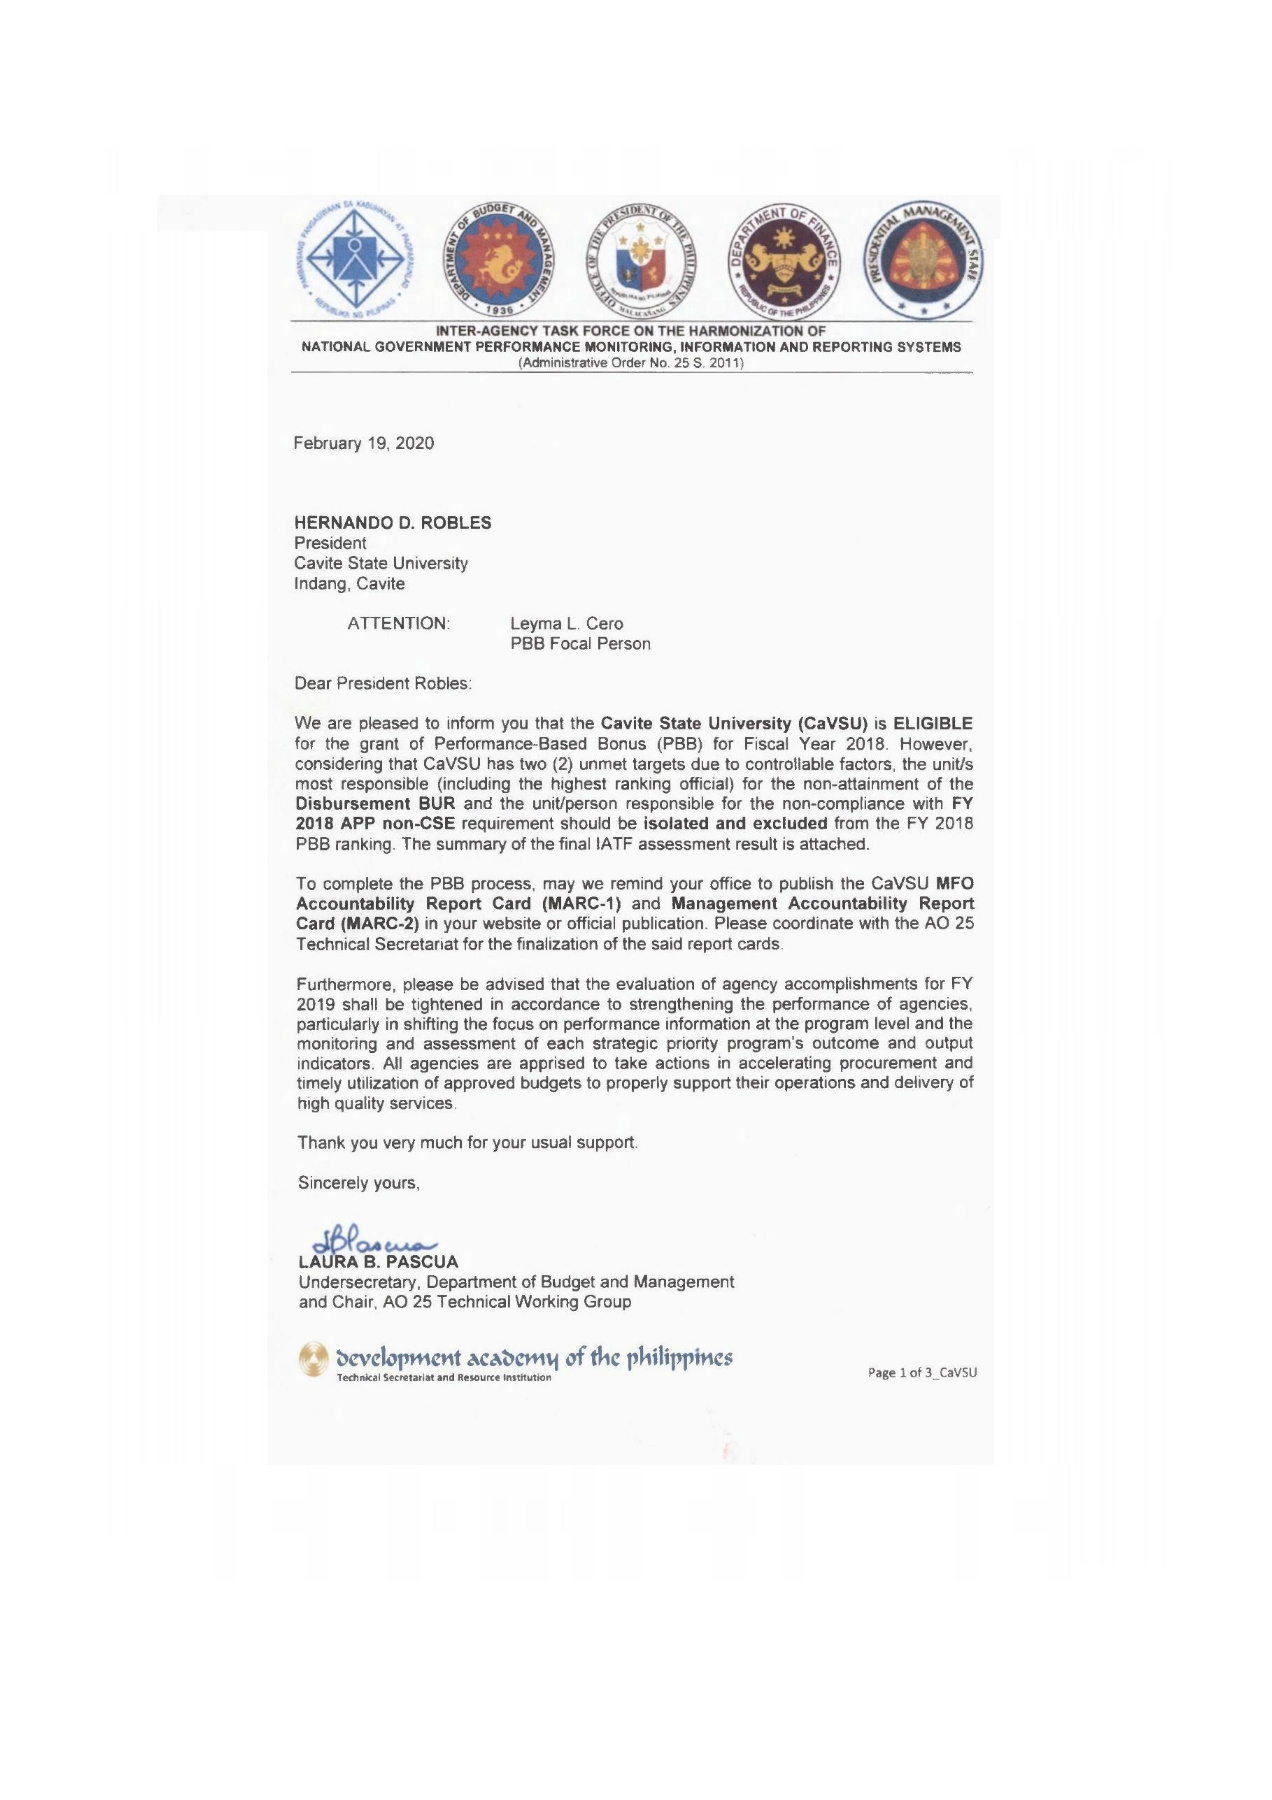 PAMBANSANG PANGASIWAAN SA KABUHAYAN AT PAGPAPAUNLAD
REPUBLIKA NG PILIPINAS
DEPARTMENT OF BUDGET AND MANAGEMENT
1936
OFFICE OF THE PRESIDENT OF THE PHILIPPINES
MALACAÑANG
DEPARTMENT OF FINANCE
REPUBLIC OF THE PHILIPPINES
PRESIDENTIAL MANAGEMENT STAFF
INTER-AGENCY TASK FORCE ON THE HARMONIZATION OF
NATIONAL GOVERNMENT PERFORMANCE MONITORING, INFORMATION AND REPORTING SYSTEMS
(Administrative Order No. 25 S. 2011)
February 19, 2020
HERNANDO D. ROBLES
President
Cavite State University
Indang, Cavite
ATTENTION: Leyma L. Cero
PBB Focal Person
Dear President Robles:
We are pleased to inform you that the Cavite State University (CaVSU) is ELIGIBLE
for the grant of Performance-Based Bonus (PBB) for Fiscal Year 2018. However,
considering that CaVSU has two (2) unmet targets due to controllable factors, the unit/s
most responsible (including the highest ranking official) for the non-attainment of the
Disbursement BUR and the unit/person responsible for the non-compliance with FY
2018 APP non-CSE requirement should be isolated and excluded from the FY 2018
PBB ranking. The summary of the final IATF assessment result is attached.
To complete the PBB process, may we remind your office to publish the CaVSU MFO
Accountability Report Card (MARC-1) and Management Accountability Report
Card (MARC-2) in your website or official publication. Please coordinate with the AO 25
Technical Secretariat for the finalization of the said report cards.
Furthermore, please be advised that the evaluation of agency accomplishments for FY
2019 shall be tightened in accordance to strengthening the performance of agencies,
particularly in shifting the focus on performance information at the program level and the
monitoring and assessment of each strategic priority program's outcome and output
indicators. All agencies are apprised to take actions in accelerating procurement and
timely utilization of approved budgets to properly support their operations and delivery of
high quality services.
Thank you very much for your usual support.
Sincerely yours,
LBPascua
LAURA B. PASCUA
Undersecretary, Department of Budget and Management
and Chair, AO 25 Technical Working Group
development academy of the philippines
Technical Secretariat and Resource Institution
Page 1 of 3_CaVSU